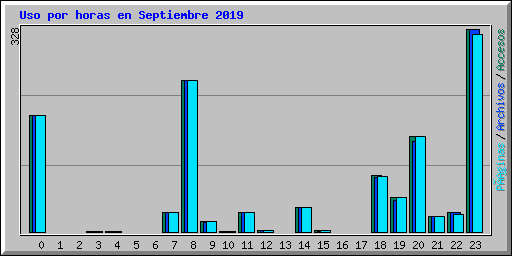 Uso por horas en Septiembre 2019
328
Páginas / Archivos / Accesos
0 1 2 3 4 5 6 7 8 9 10 11 12 13 14 15 16 17 18 19 20 21 22 23